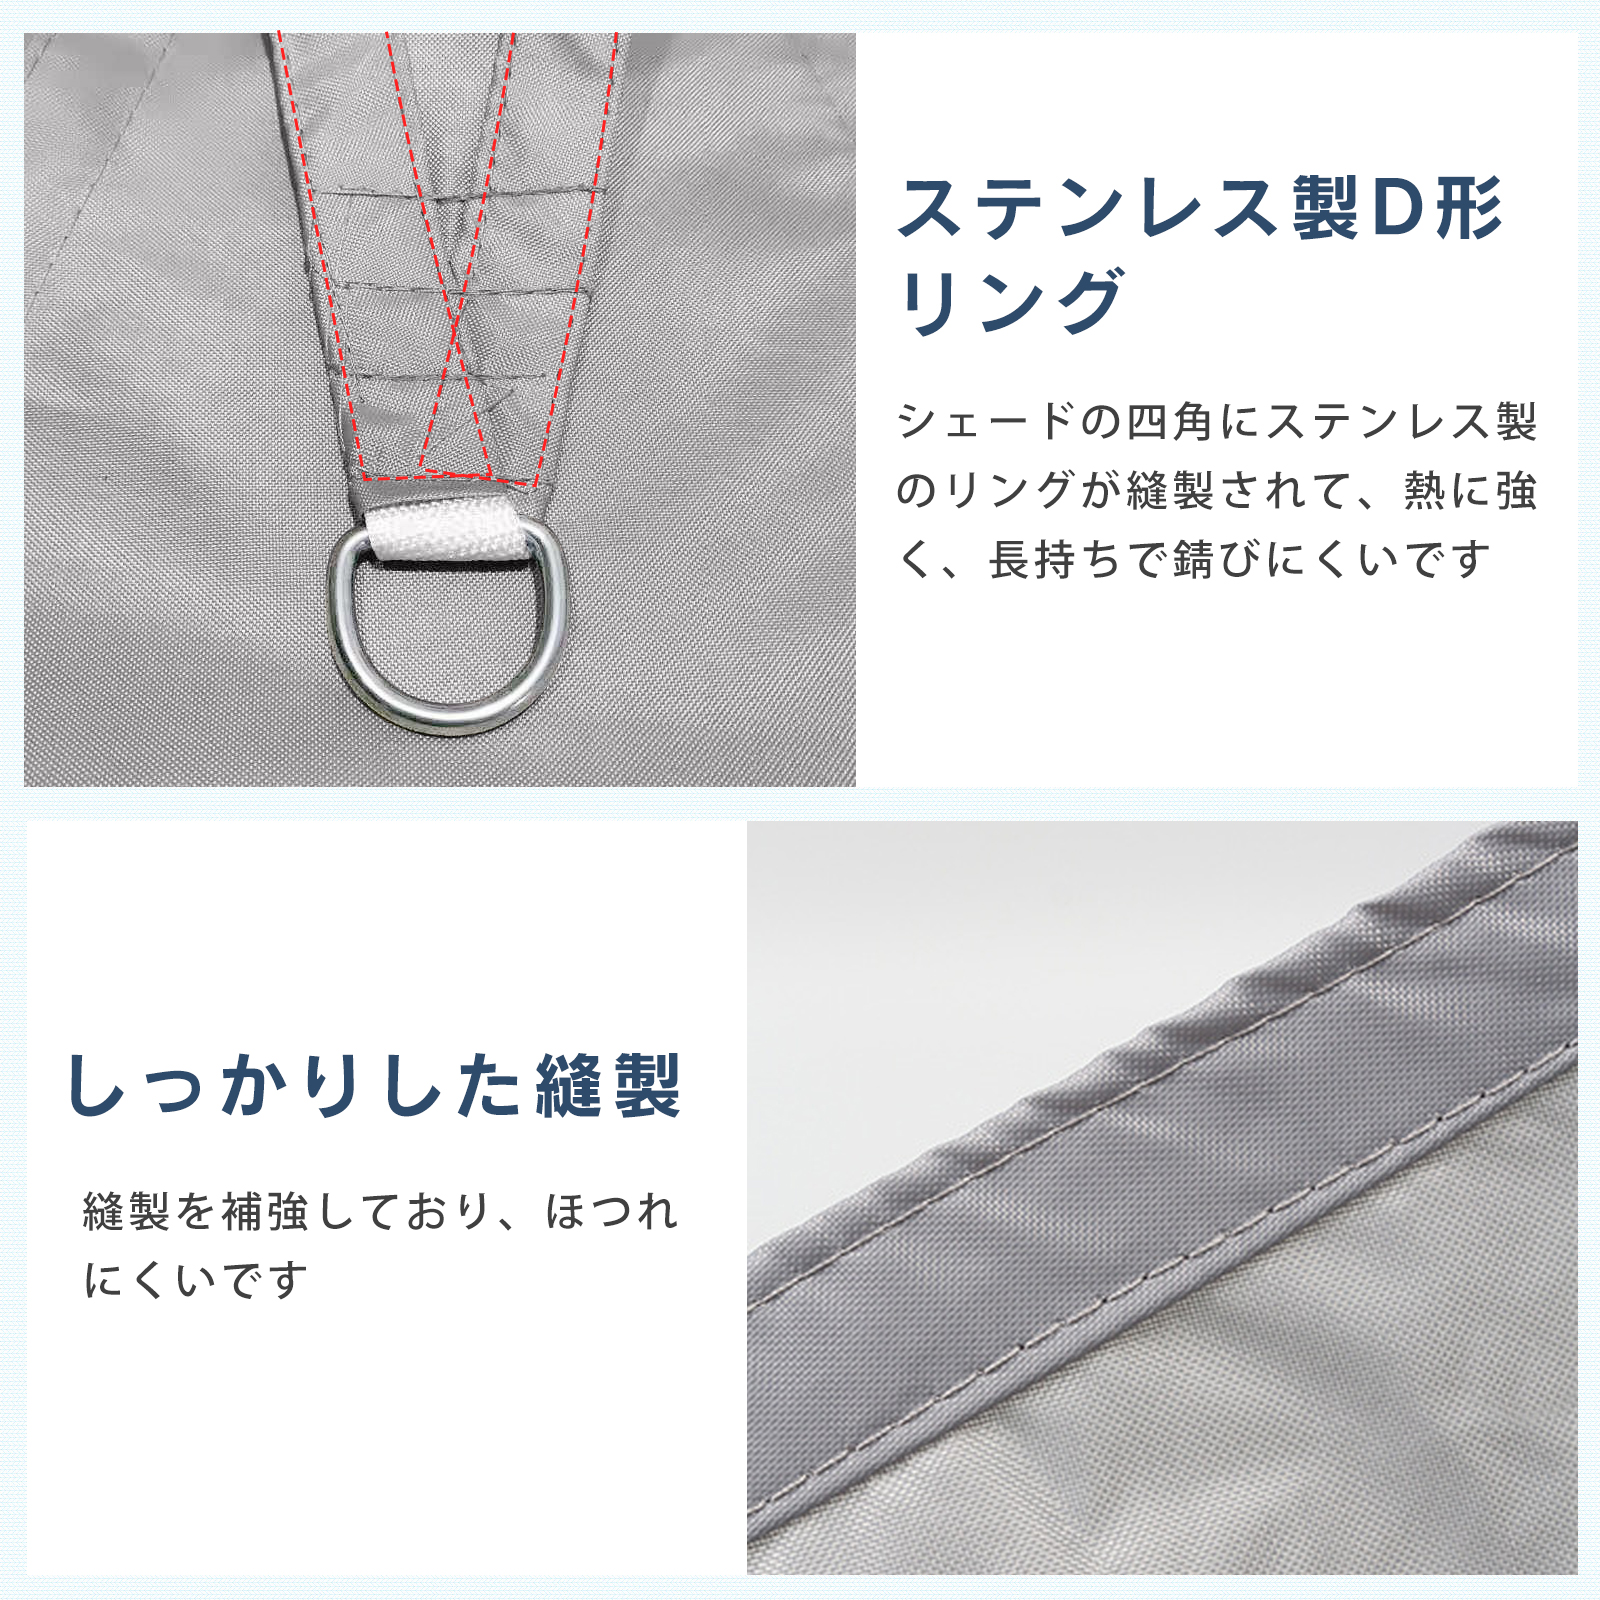 ステンレス製D形
リング
シェードの四角にステンレス製
のリングが縫製されて、熱に強
く、長持ちで錆びにくいです
しっかりした縫製
縫製を補強しており、ほつれ
にくいです